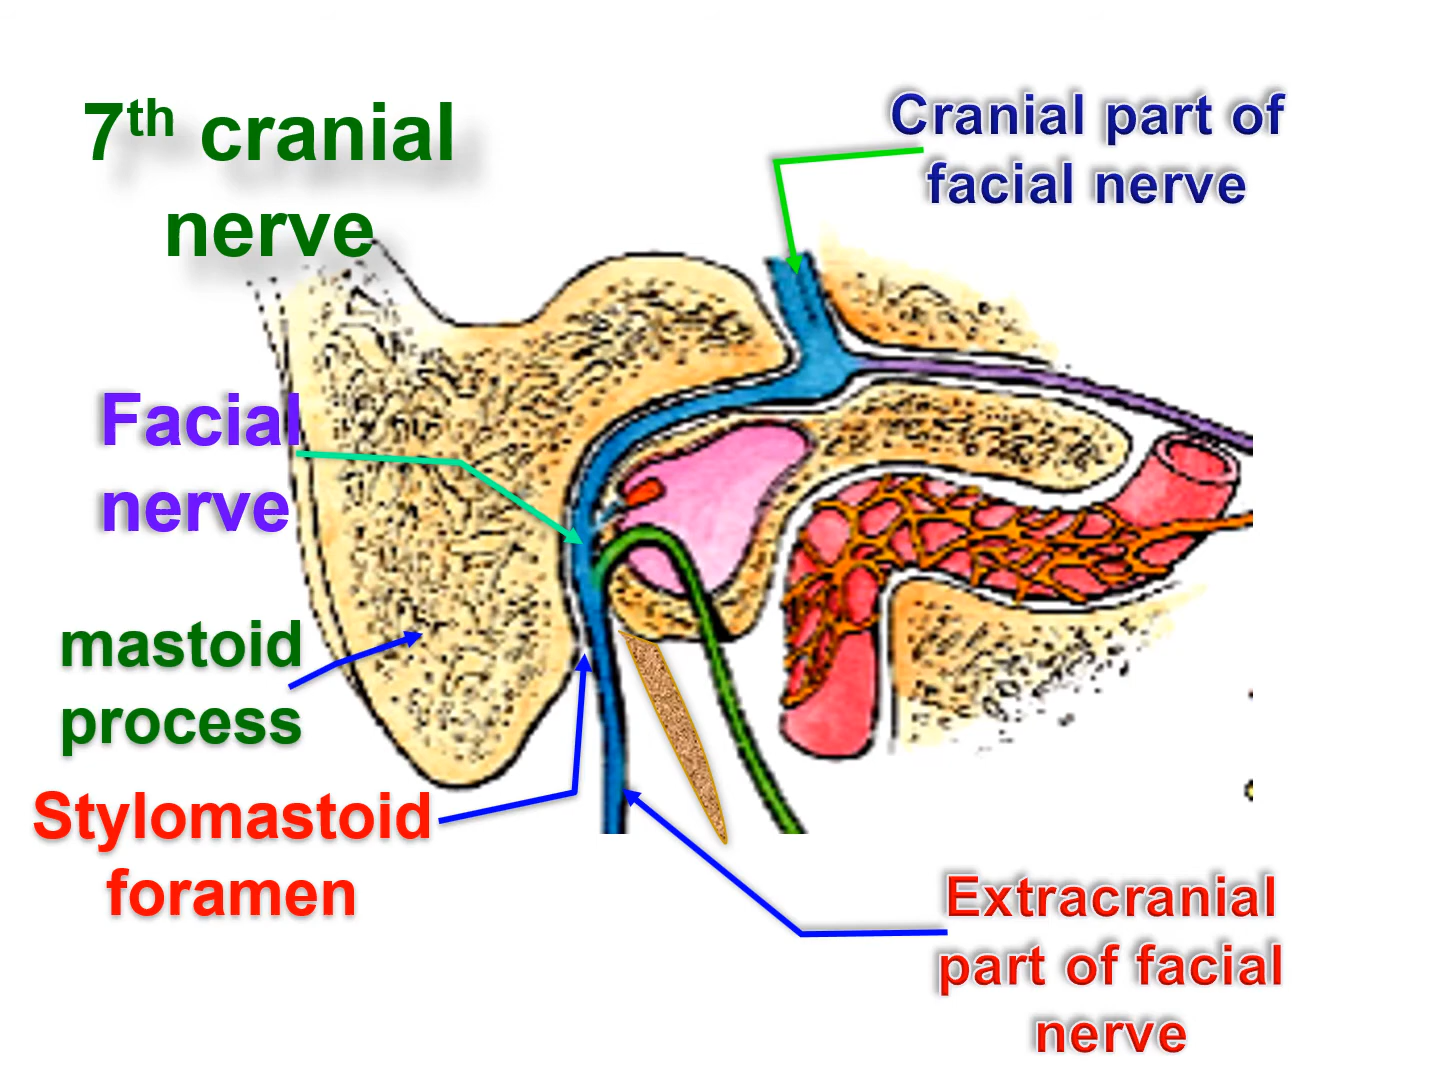 7th cranial
nerve
Cranial part of
facial nerve
Facial
nerve
mastoid
process
Stylomastoid
foramen
Extracranial
part of facial
nerve